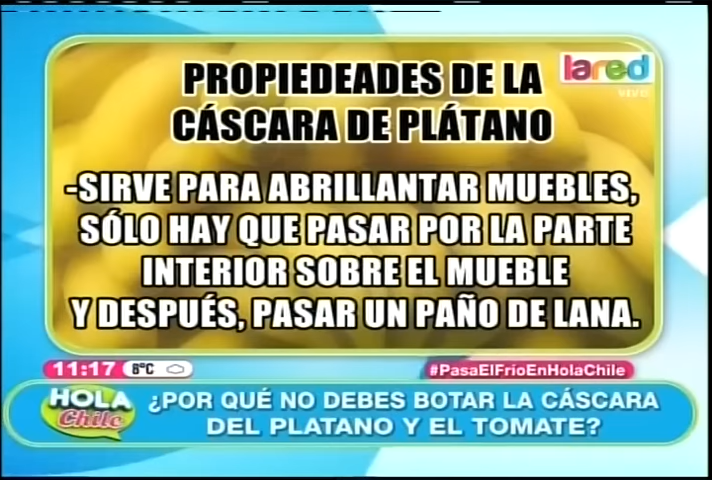 PROPIEDEADES DE LA
CÁSCARA DE PLÁTANO
lared
VIVO
-SIRVE PARA ABRILLANTAR MUEBLES,
SÓLO HAY QUE PASAR POR LA PARTE
INTERIOR SOBRE EL MUEBLE
Y DESPUÉS, PASAR UN PAÑO DE LANA.
11:17 8°C
#PasaElFríoEnHolaChile
HOLA
Chile
¿POR QUÉ NO DEBES BOTAR LA CÁSCARA
DEL PLATANO Y EL TOMATE?